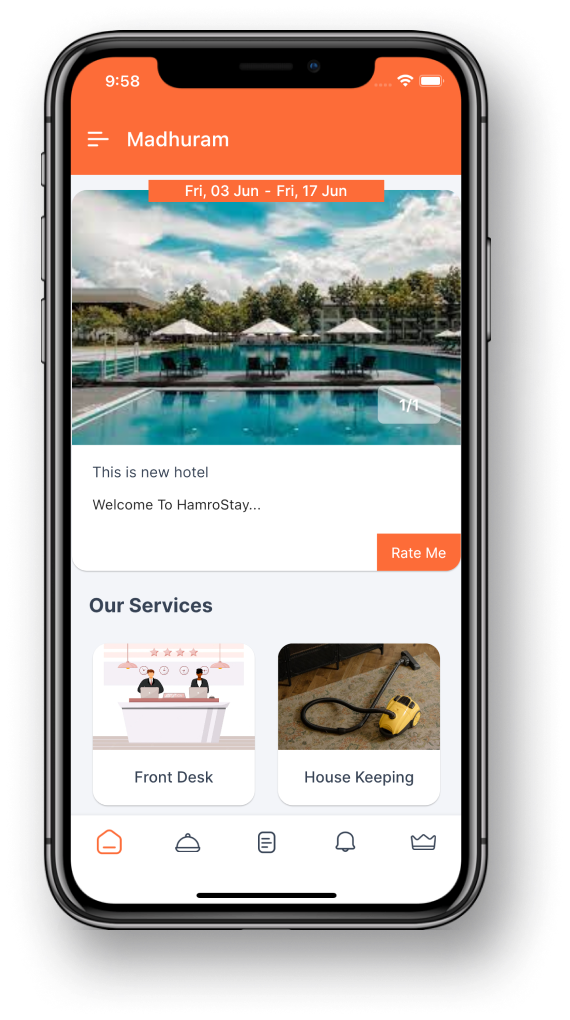 9:58
Madhuram
Fri, 03 Jun - Fri, 17 Jun
1/1
This is new hotel
Welcome To HamroStay...
Rate Me
Our Services
Front Desk
House Keeping